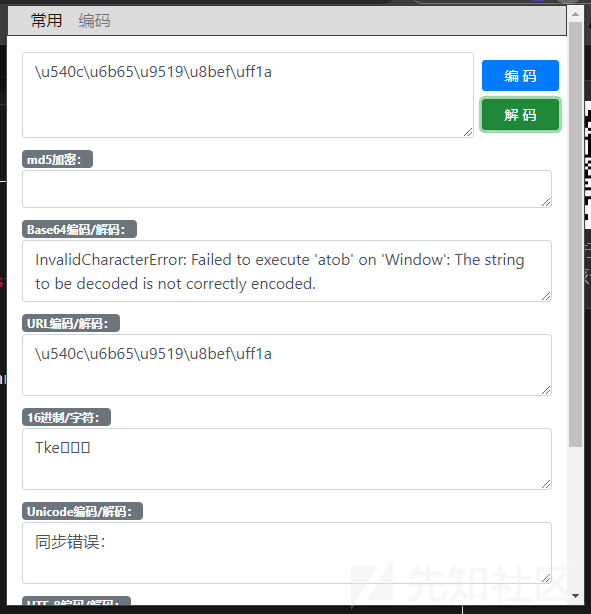 常用 编码
\u540c\u6b65\u9519\u8bef\uff1a
编 码
解 码
md5加密：
Base64编码/解码：
InvalidCharacterError: Failed to execute 'atob' on 'Window': The string
to be decoded is not correctly encoded.
URL编码/解码：
\u540c\u6b65\u9519\u8bef\uff1a
16进制/字符：
Tke
Unicode编码/解码：
同步错误：
UTF-8编码/解码：
先知社区